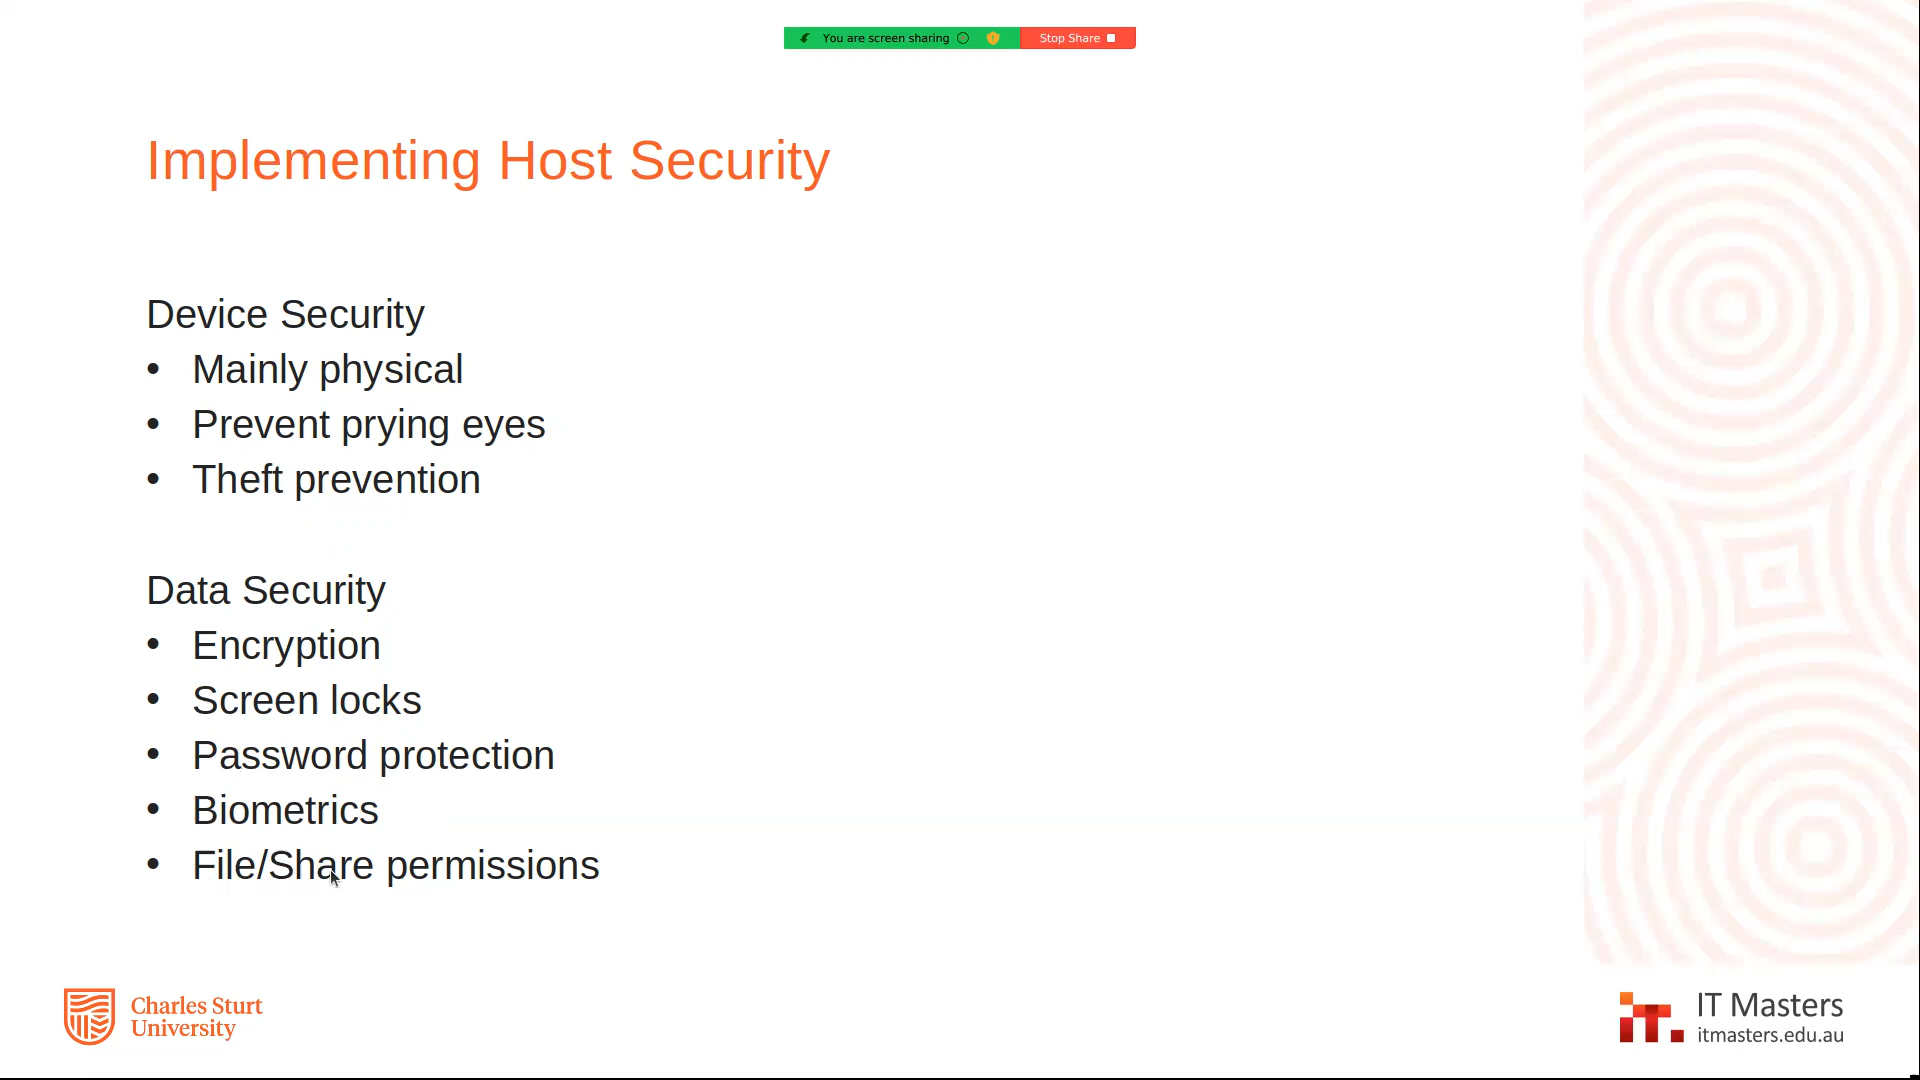 You are screen sharing
Stop Share
Implementing Host Security
Device Security
• Mainly physical
• Prevent prying eyes
• Theft prevention
Data Security
• Encryption
• Screen locks
• Password protection
• Biometrics
• File/Share permissions
Charles Sturt
University
it.
IT Masters
itmasters.edu.au